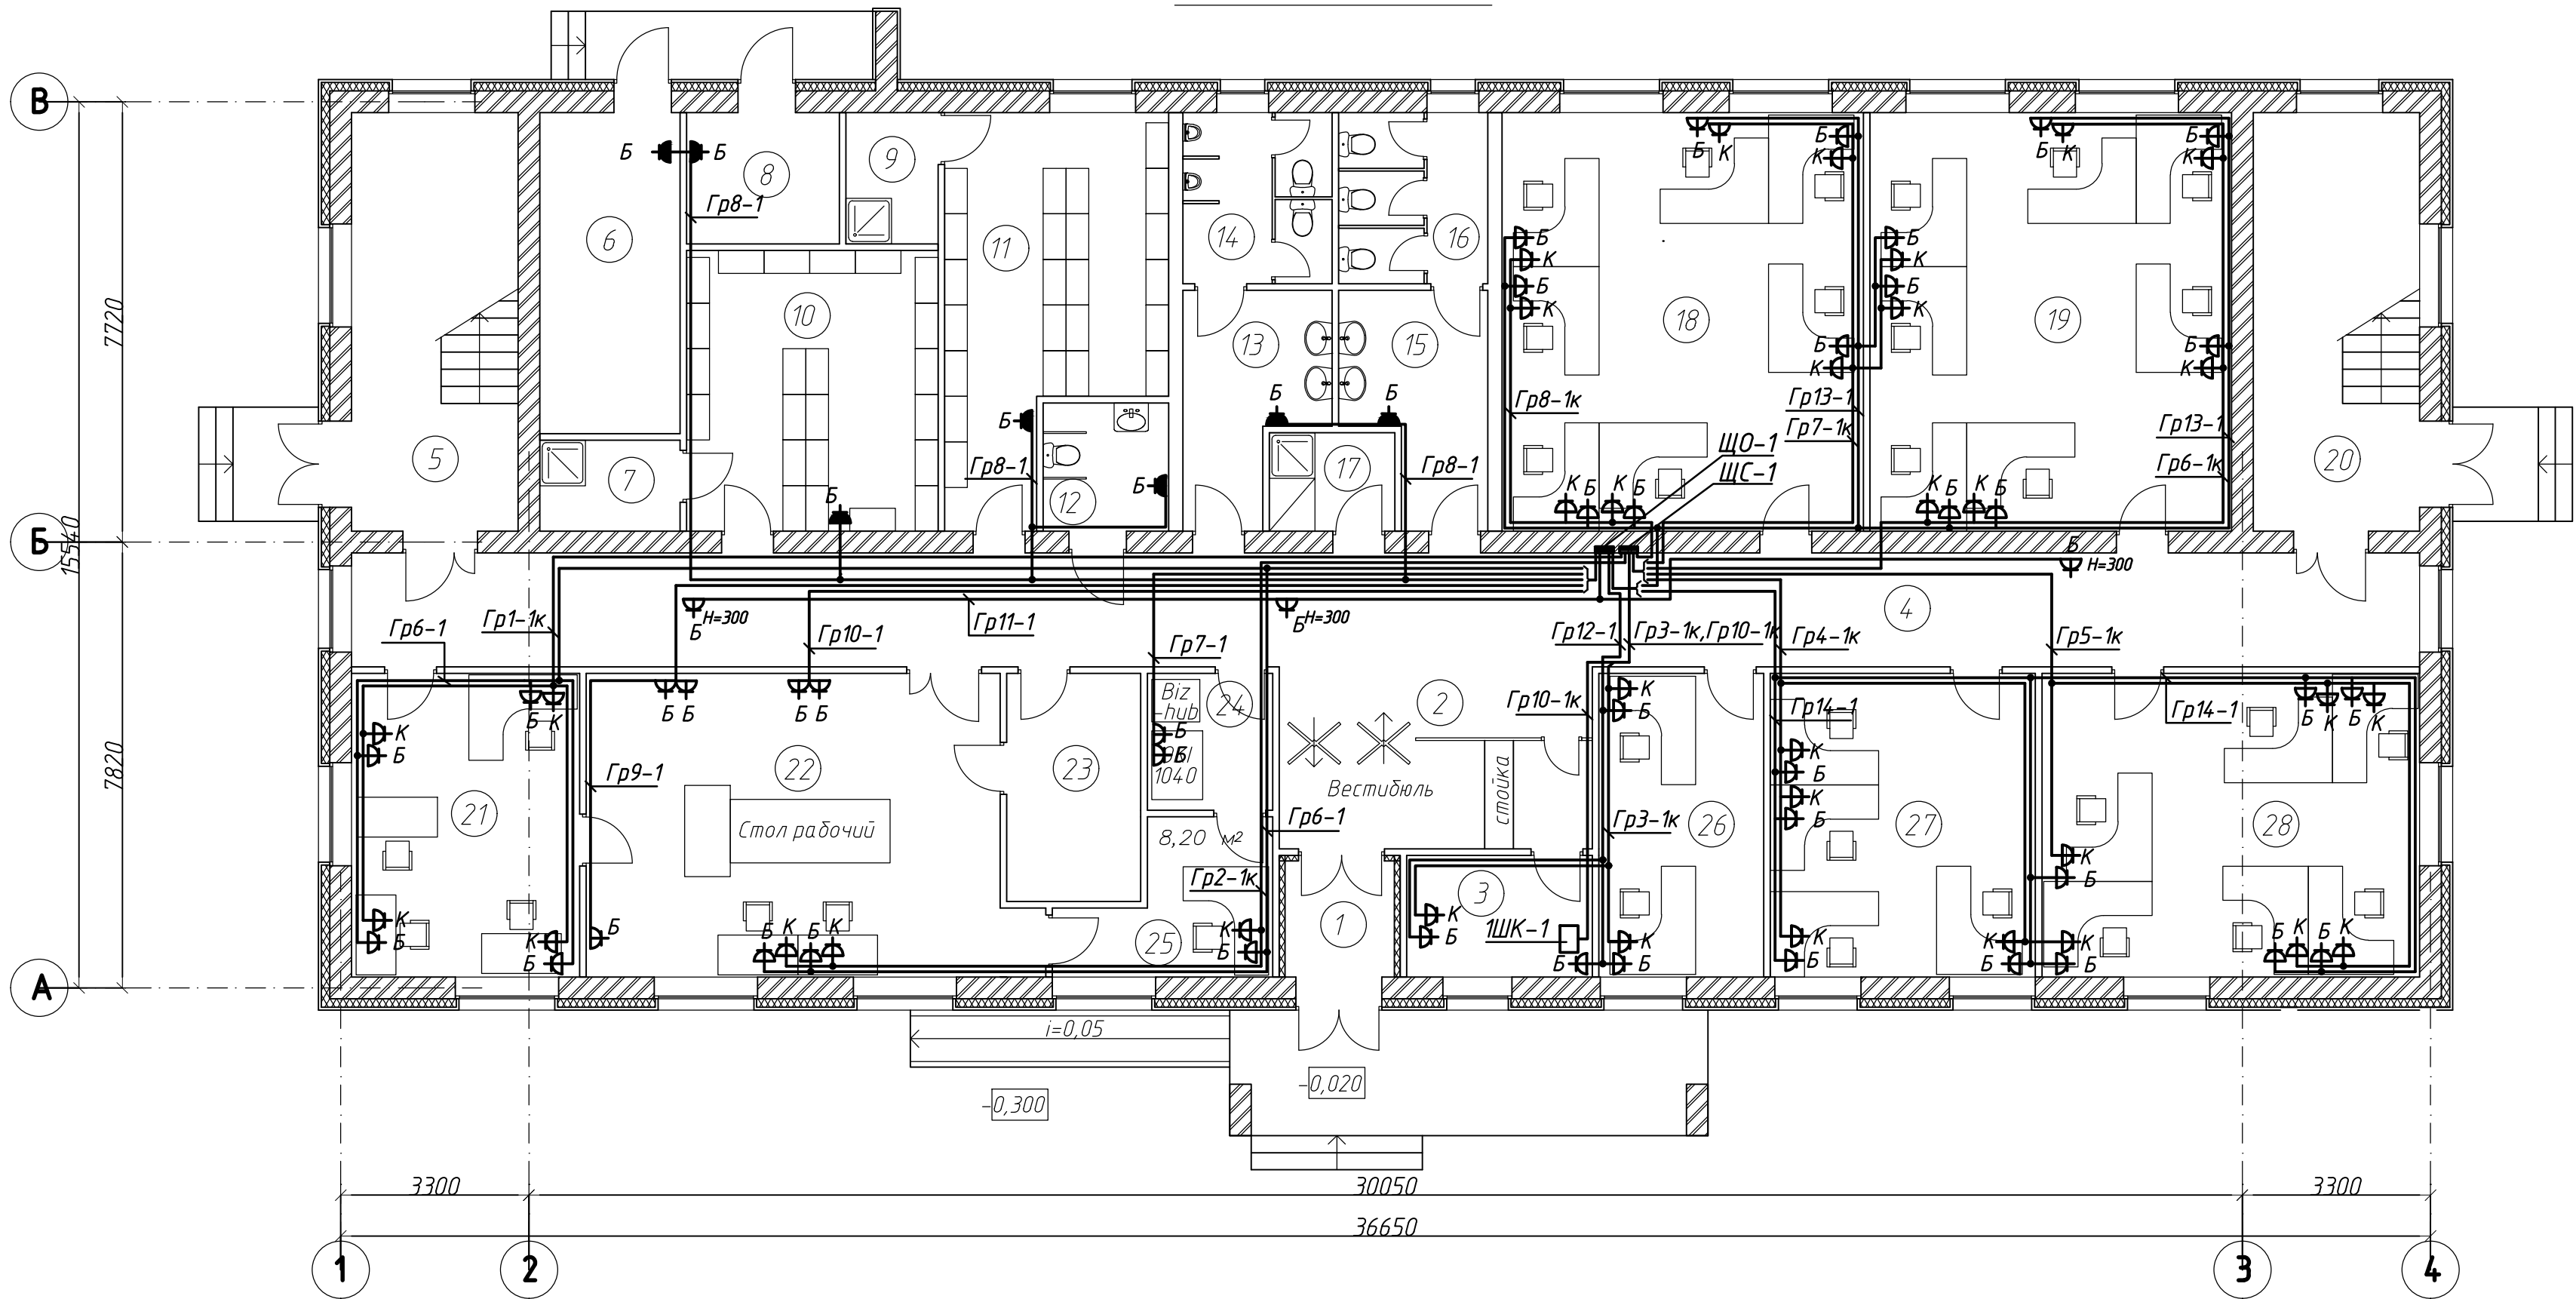 В
Б
Б
8
9
Б
К
Б
К
Б
К
Б
К
Гр8-1
6
11
14
16
Б
К
Б
К
Б
К
Б
К
10
18
19
7720
13
15
Б
К
Б
К
Б
Б
Б
Гр8-1к
Гр13-1
Гр7-1к
Гр13-1
5
7
Гр8-1
17
Гр8-1
ЩО-1
ЩС-1
Гр6-1к
20
Б
12
Б
К
Б
К
Б
К
Б
К
Б
Б
15540
Б
Н=300
Гр6-1
Гр1-1к
Б
Н=300
Гр10-1
Гр11-1
Гр7-1
Б
Н=300
Гр12-1
Гр3-1к,Гр10-1к
Гр4-1к
4
Гр5-1к
Б
К
Б
Б
Б
Б
Biz
-hub
24
2
Гр10-1к
К
Б
Гр14-1
Гр14-1
Б
К
Б
К
К
Б
Б
Б
1040
7820
Гр9-1
22
23
Вестибюль
стойка
К
Б
К
Б
21
Стол рабочий
8,20 м²
Гр6-1
Гр3-1к
26
27
28
К
Б
Гр2-1к
3
К
Б
К
Б
Б
Б
К
Б
К
25
К
Б
1
1ШК-1
Б
К
Б
К
Б
К
Б
К
Б
Б
К
Б
К
К
Б
А
i=0,05
-0,020
-0,300
3300
30050
3300
36650
1
2
3
4